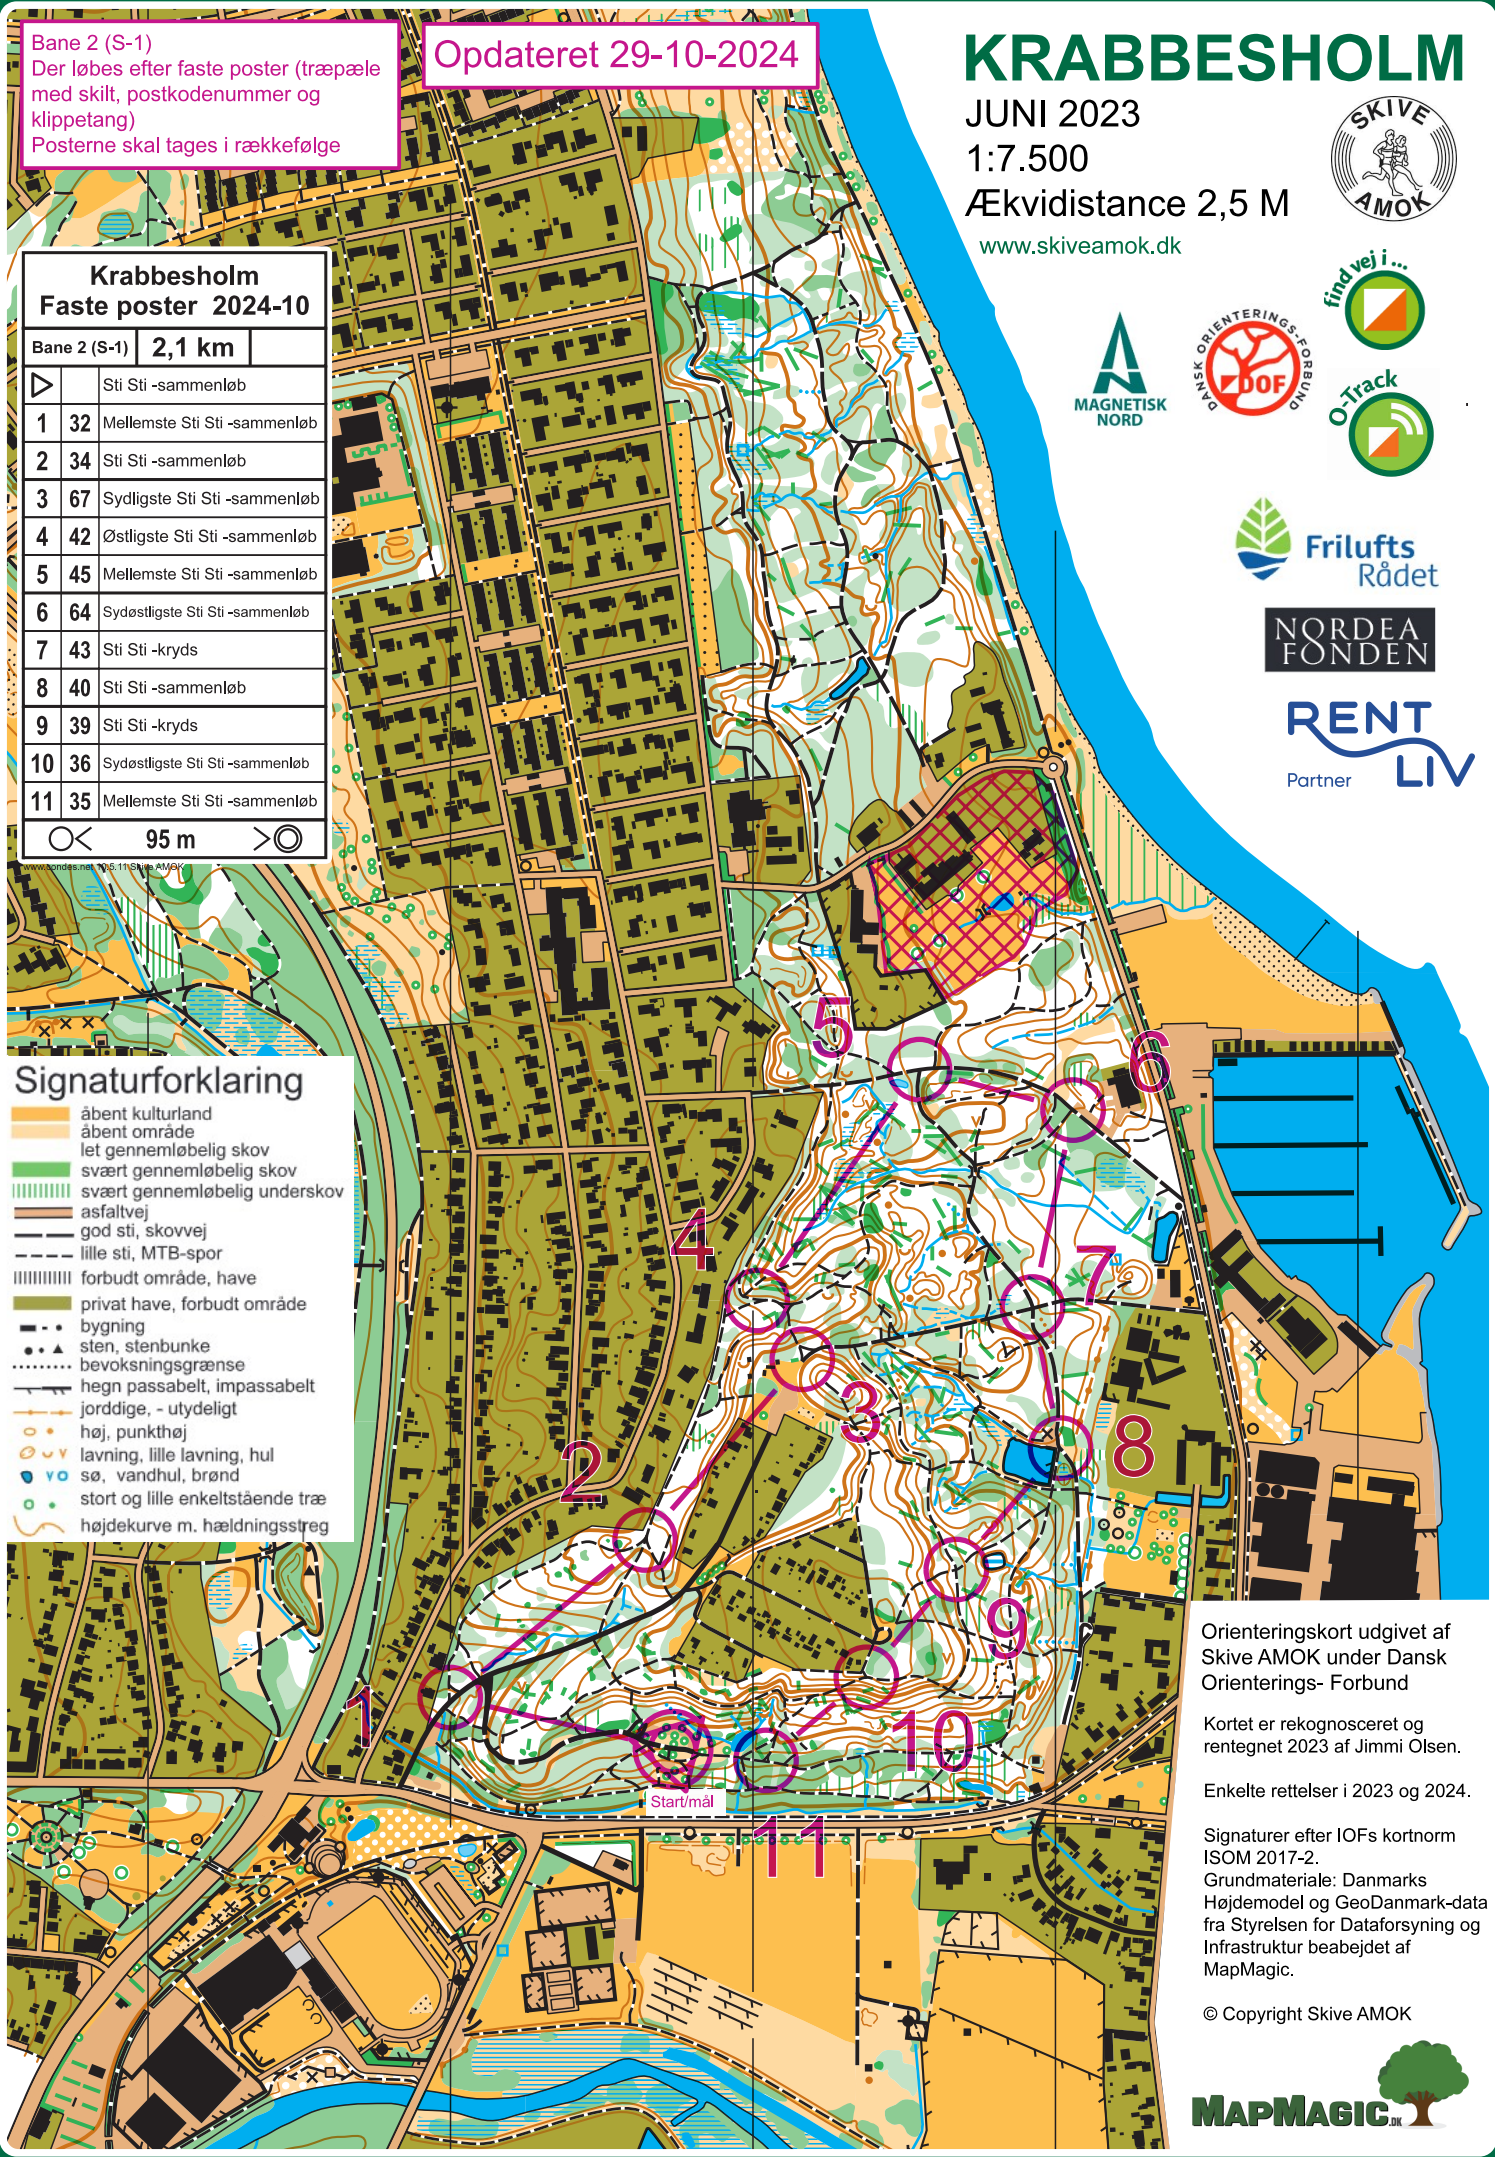 Bane 2 (S-1)
Der løbes efter faste poster (træpæle
med skilt, postkodenummer og
klippetang)
Posterne skal tages i rækkefølge
Opdateret 29-10-2024
KRABBESHOLM
JUNI 2023
1:7.500
Ækvidistance 2,5 M
www.skiveamok.dk
SKIVE
AMOK
find vej i ...
MAGNETISK
NORD
DANSK ORIENTERINGS-FORBUND
DOF
O-Track
Frilufts
Rådet
NORDEA
FONDEN
RENT
LIV
Partner
Krabbesholm
Faste poster 2024-10
Bane 2 (S-1) 2,1 km
Sti Sti -sammenløb
1 32 Mellemste Sti Sti -sammenløb
2 34 Sti Sti -sammenløb
3 67 Sydligste Sti Sti -sammenløb
4 42 Østligste Sti Sti -sammenløb
5 45 Mellemste Sti Sti -sammenløb
6 64 Sydøstligste Sti Sti -sammenløb
7 43 Sti Sti -kryds
8 40 Sti Sti -sammenløb
9 39 Sti Sti -kryds
10 36 Sydøstligste Sti Sti -sammenløb
11 35 Mellemste Sti Sti -sammenløb
95 m
Skive AMOK
Signaturforklaring
åbent kulturland
åbent område
let gennemløbelig skov
svært gennemløbelig skov
svært gennemløbelig underskov
asfaltvej
god sti, skovvej
lille sti, MTB-spor
forbudt område, have
privat have, forbudt område
bygning
sten, stenbunke
bevoksningsgrænse
hegn passabelt, impassabelt
jorddige, - utydeligt
høj, punkthøj
lavning, lille lavning, hul
sø, vandhul, brønd
stort og lille enkeltstående træ
højdekurve m. hældningsstreg
5
6
4
7
3
2
8
9
1
10
Start/mål
11
Orienteringskort udgivet af
Skive AMOK under Dansk
Orienterings- Forbund
Kortet er rekognosceret og
rentegnet 2023 af Jimmi Olsen.
Enkelte rettelser i 2023 og 2024.
Signaturer efter IOFs kortnorm
ISOM 2017-2.
Grundmateriale: Danmarks
Højdemodel og GeoDanmark-data
fra Styrelsen for Dataforsyning og
Infrastruktur beabejdet af
MapMagic.
© Copyright Skive AMOK
MAPMAGIC.DK